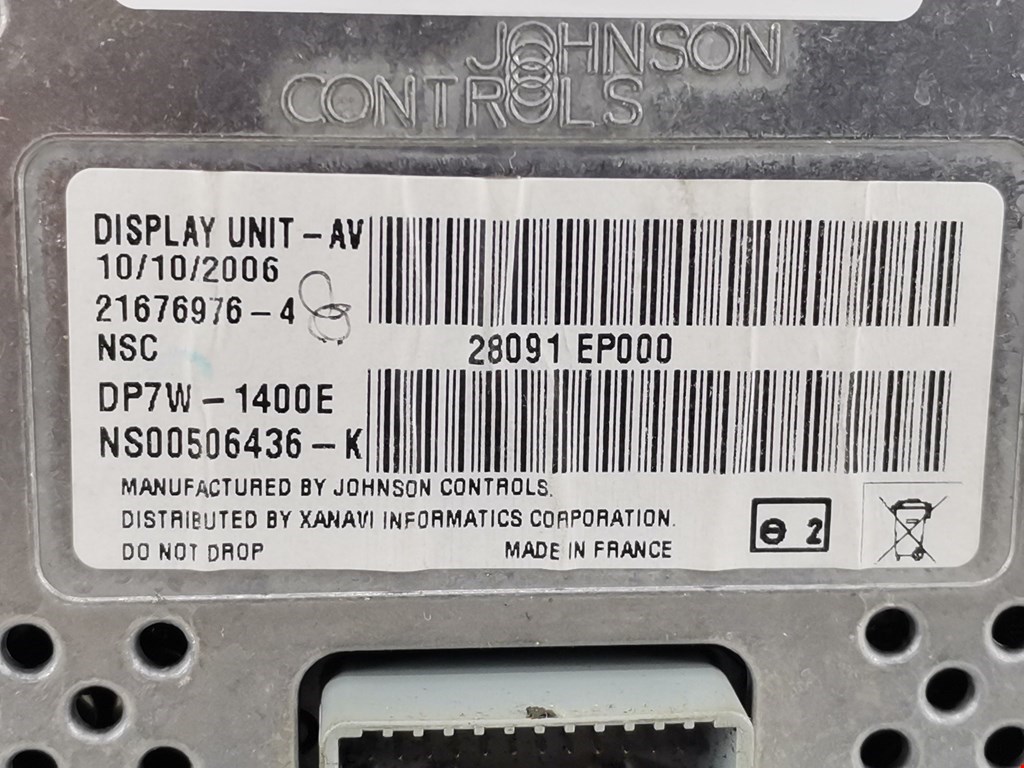 JOHNSON
CONTROLS
DISPLAY UNIT - AV
10/10/2006
21676976 - 4
NSC
28091 EP000
DP7W - 1400E
NS00506436 - K
MANUFACTURED BY JOHNSON CONTROLS.
DISTRIBUTED BY XANAVI INFORMATICS CORPORATION.
DO NOT DROP
MADE IN FRANCE
2